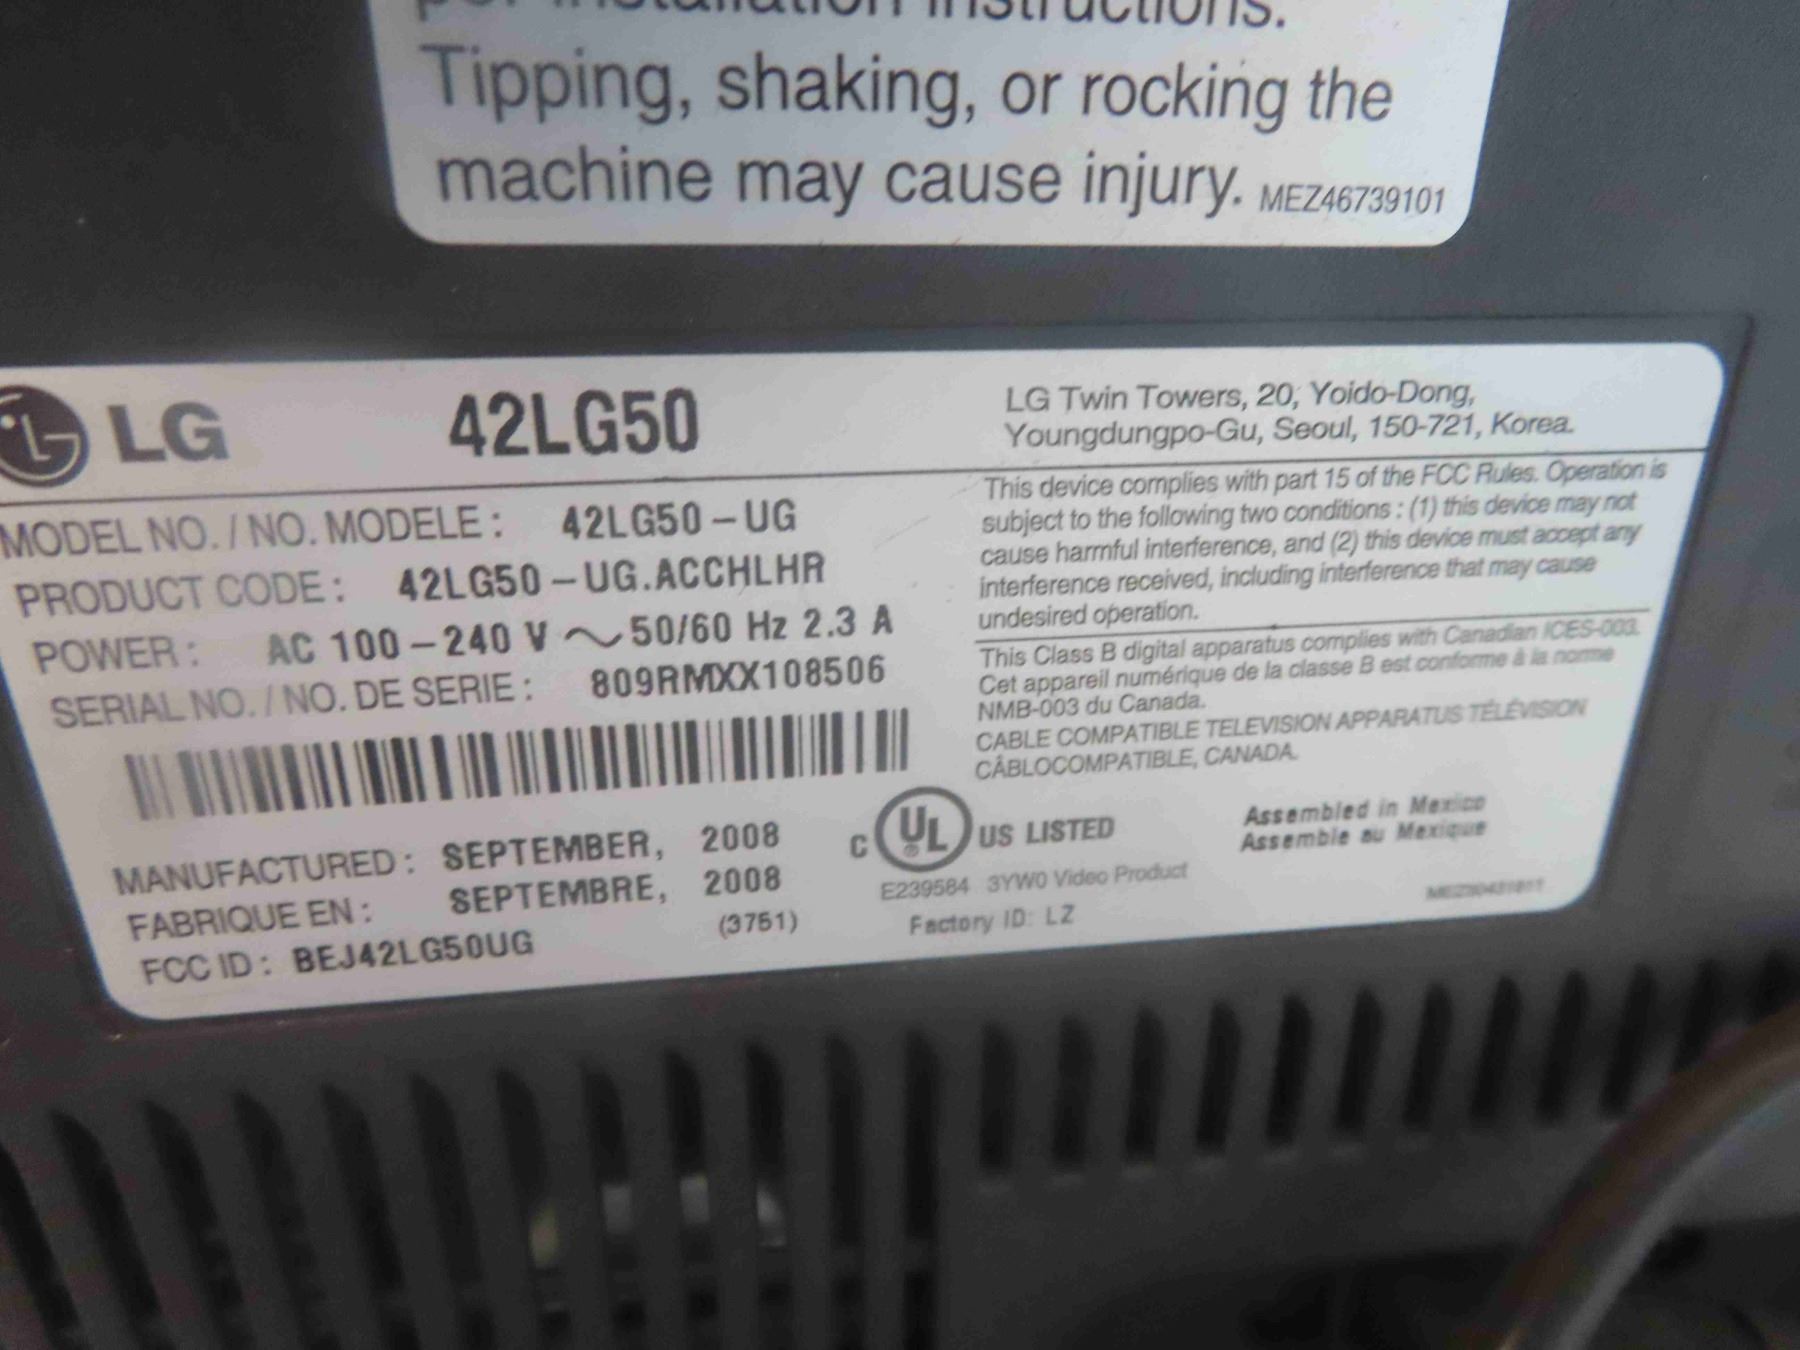 per installation instructions.
Tipping, shaking, or rocking the
machine may cause injury. MEZ46739101
LG 42LG50
LG Twin Towers, 20, Yoido-Dong,
Youngdungpo-Gu, Seoul, 150-721, Korea.
MODEL NO. / NO. MODELE : 42LG50-UG
PRODUCT CODE : 42LG50-UG.ACCHLHR
POWER : AC 100-240 V ~ 50/60 Hz 2.3 A
SERIAL NO. / NO. DE SERIE : 809RMXX108506
MANUFACTURED : SEPTEMBER, 2008
FABRIQUE EN : SEPTEMBRE, 2008
(3751)
FCC ID : BEJ42LG50UG
This device complies with part 15 of the FCC Rules. Operation is
subject to the following two conditions : (1) this device may not
cause harmful interference, and (2) this device must accept any
interference received, including interference that may cause
undesired operation.
This Class B digital apparatus complies with Canadian ICES-003.
Cet appareil numérique de la classe B est conforme à la norme
NMB-003 du Canada.
CABLE COMPATIBLE TELEVISION APPARATUS TÉLÉVISION
CÂBLOCOMPATIBLE, CANADA.
C UL ® US LISTED
E239584 3YW0 Video Product
Factory ID: LZ
Assembled in Mexico
Assemble au Mexique